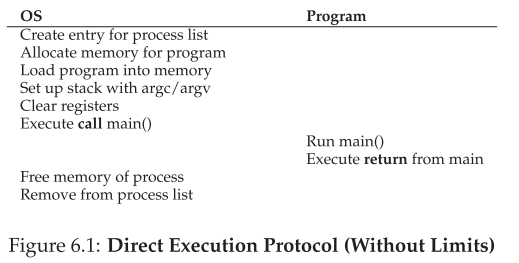 OS Program
Create entry for process list
Allocate memory for program
Load program into memory
Set up stack with argc/argv
Clear registers
Execute call main()
Run main()
Execute return from main
Free memory of process
Remove from process list
Figure 6.1: Direct Execution Protocol (Without Limits)